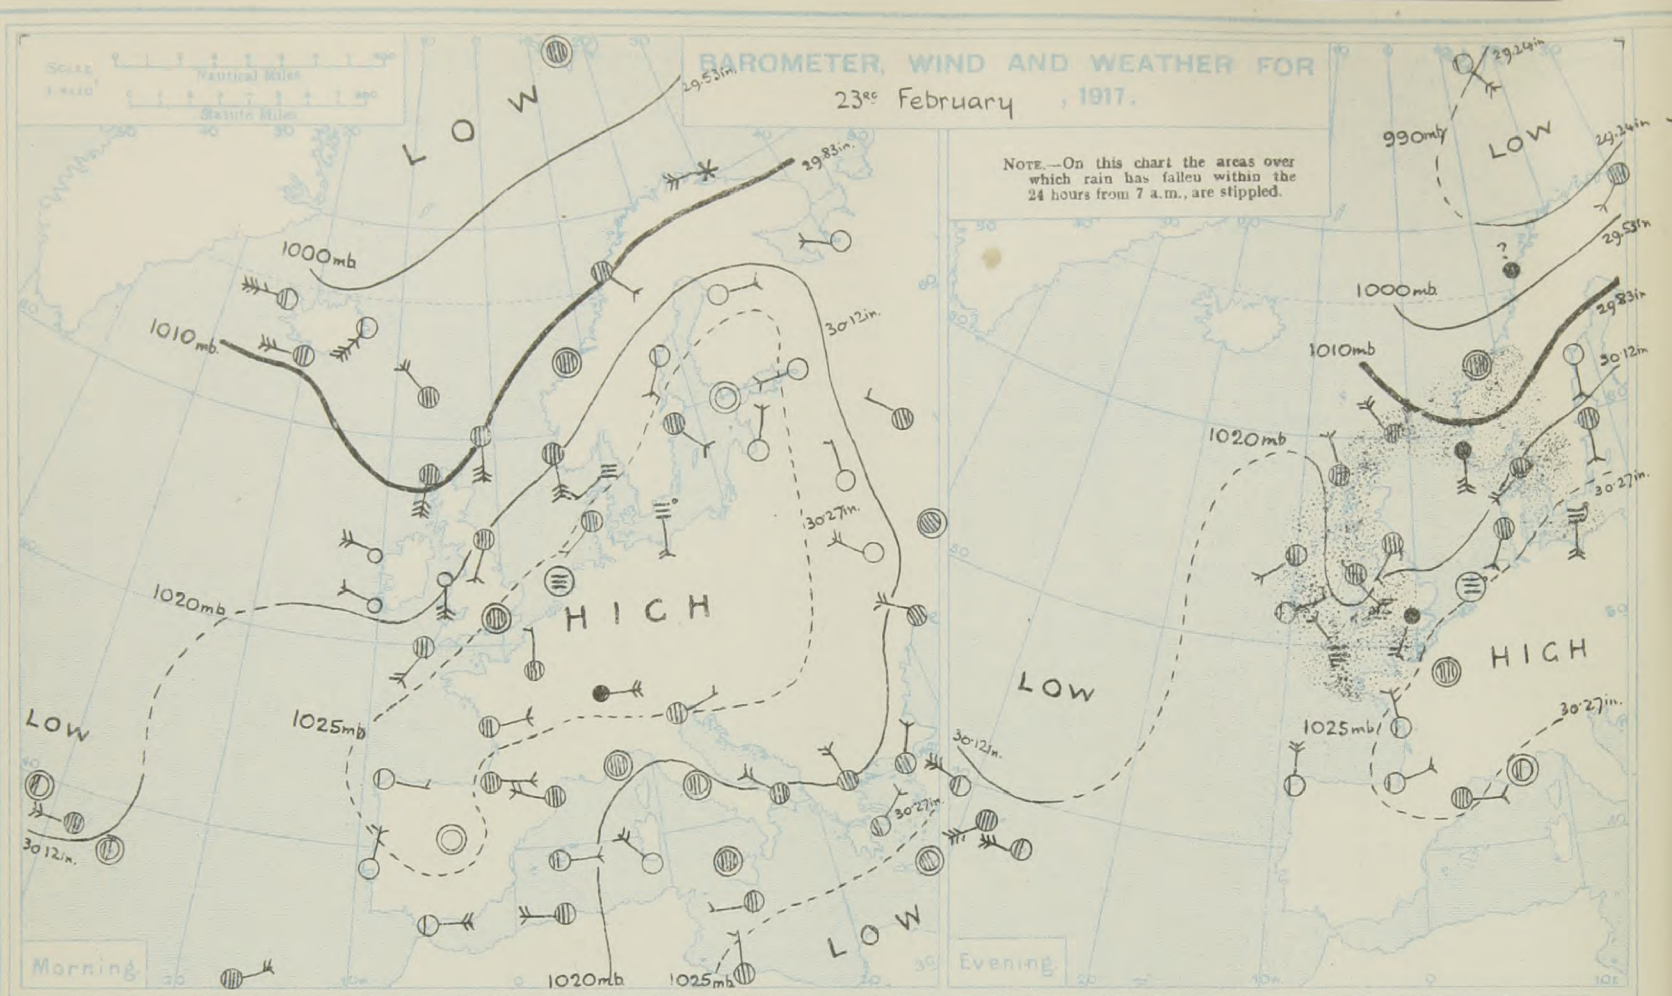 SCALE
Nautical Miles
Statute Miles
BAROMETER, WIND AND WEATHER FOR
23RD February, 1917.
NOTE.—On this chart the areas over
which rain has fallen within the
24 hours from 7 a.m., are stippled.
LOW
29.53in.
29.83in.
1000mb
1010mb.
30.12in.
30.27in.
1020mb
HIGH
1025mb
LOW
30.12in.
30.27in.
LOW
1020mb
1025mb
Morning
29.24in
990mb
LOW
29.24in
29.53in
?
1000mb
29.83in
1010mb
30.12in
1020mb
30.27in
LOW
HIGH
30.12in.
1025mb
30.27in.
Evening